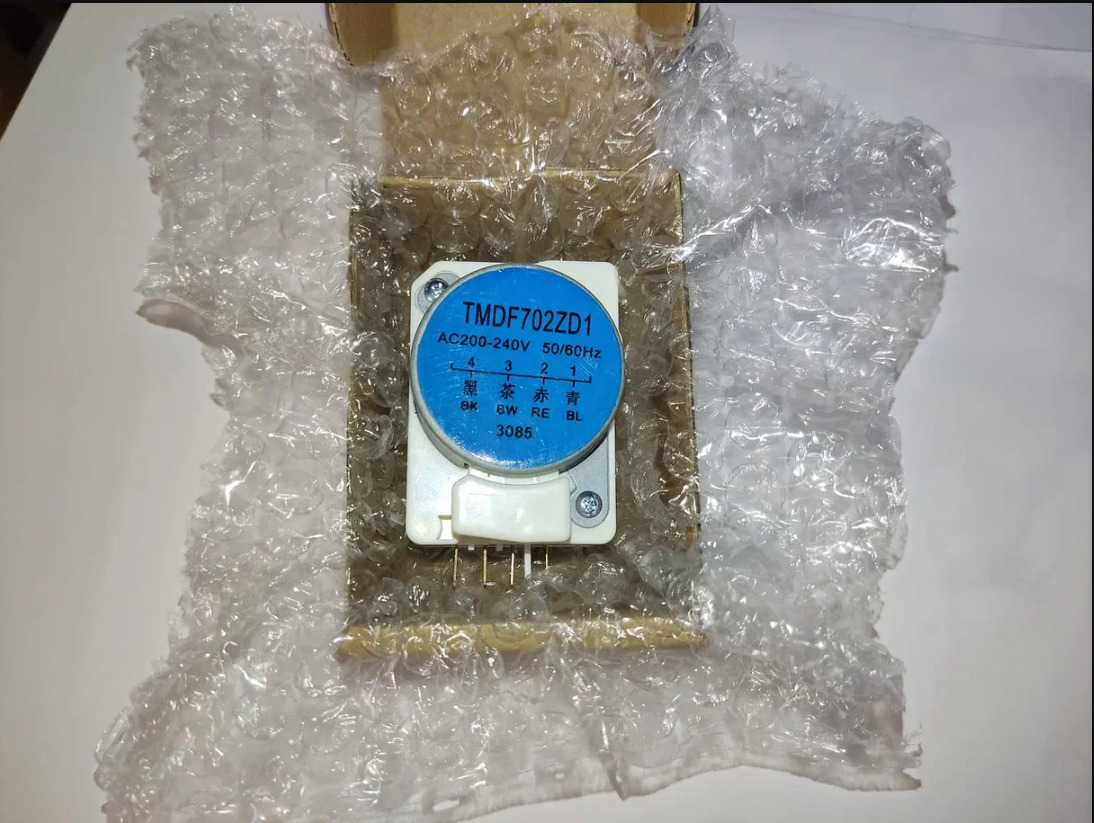 TMDF702ZD1
AC200-240V 50/60Hz
4 3 2 1
黑 茶 赤 青
BK BW RE BL
3085